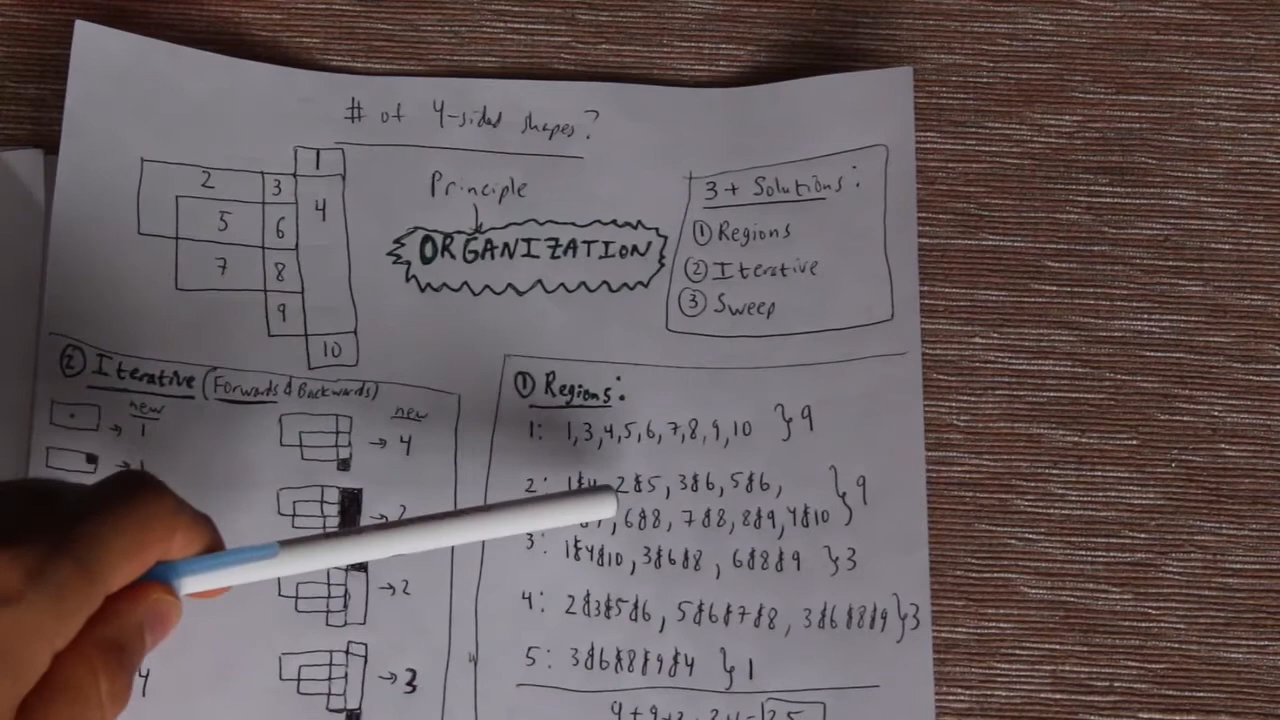 # of 4-sided shapes?
1
2 3
4
5 6
7 8
9
10
Principle
ORGANIZATION
3+ Solutions:
① Regions
② Iterative
③ Sweep
② Iterative (Forwards & Backwards)
new
→ 1
→
new
→ 4
→ 2
→ 3
4
① Regions:
1: 1,3,4,5,6,7,8,9,10 } 9
2: 1&4, 2&5, 3&6, 5&6, } 9
6&8, 7&8, 8&9, 4&10
3: 1&4&10, 3&6&8, 6&8&9 } 3
4: 2&3&5&6, 5&6&7&8, 3&6&8&9 } 3
5: 3&6&8&9&4 } 1